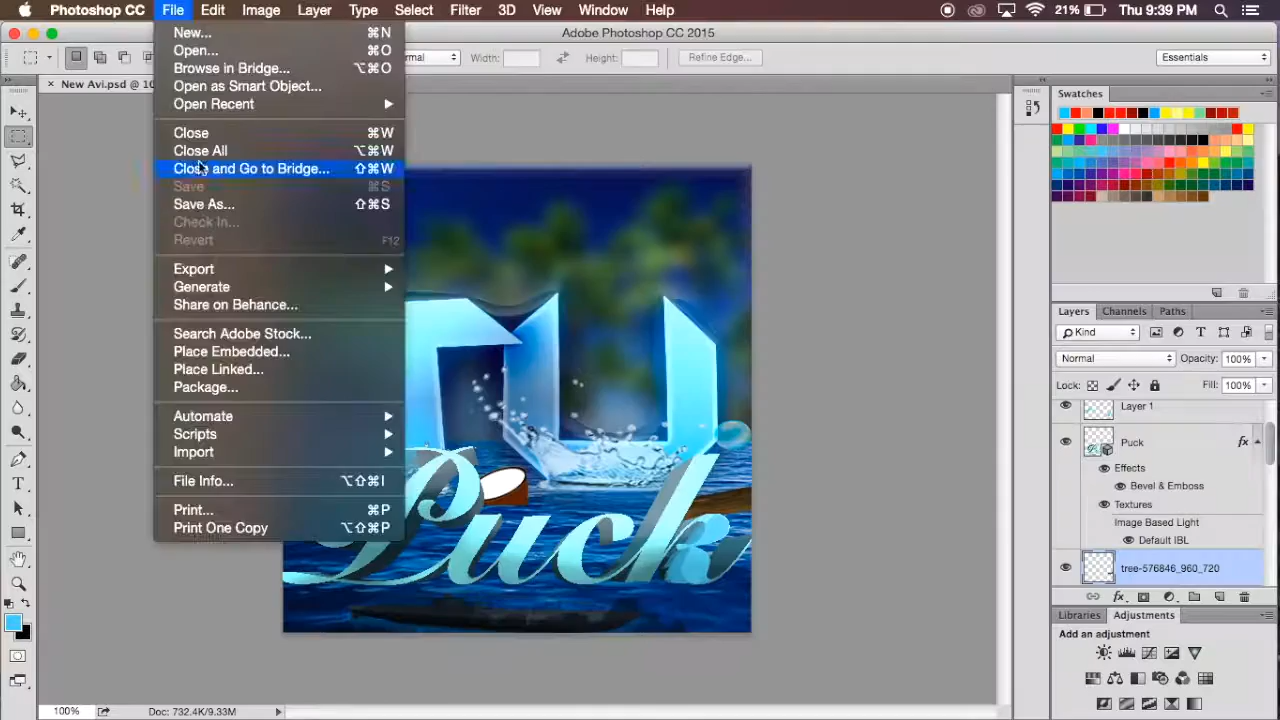 Photoshop CC File Edit Image Layer Type Select Filter 3D View Window Help 21% Thu 9:39 PM
Adobe Photoshop CC 2015
Width: Height: Refine Edge... Essentials
New Avi.psd @ 10
New... ⌘N
Open... ⌘O
Browse in Bridge... ⌥⌘O
Open as Smart Object...
Open Recent
Close ⌘W
Close All ⌥⌘W
Close and Go to Bridge... ⇧⌘W
Save ⌘S
Save As... ⇧⌘S
Check In...
Revert F12
Export
Generate
Share on Behance...
Search Adobe Stock...
Place Embedded...
Place Linked...
Package...
Automate
Scripts
Import
File Info... ⌥⇧⌘I
Print... ⌘P
Print One Copy ⌥⇧⌘P
Puck
Swatches
Layers Channels Paths
Kind
Normal Opacity: 100%
Lock: Fill: 100%
Layer 1
Puck fx
Effects
Bevel & Emboss
Textures
Image Based Light
Default IBL
tree-576846_960_720
fx
Libraries Adjustments
Add an adjustment
100% Doc: 732.4K/9.33M